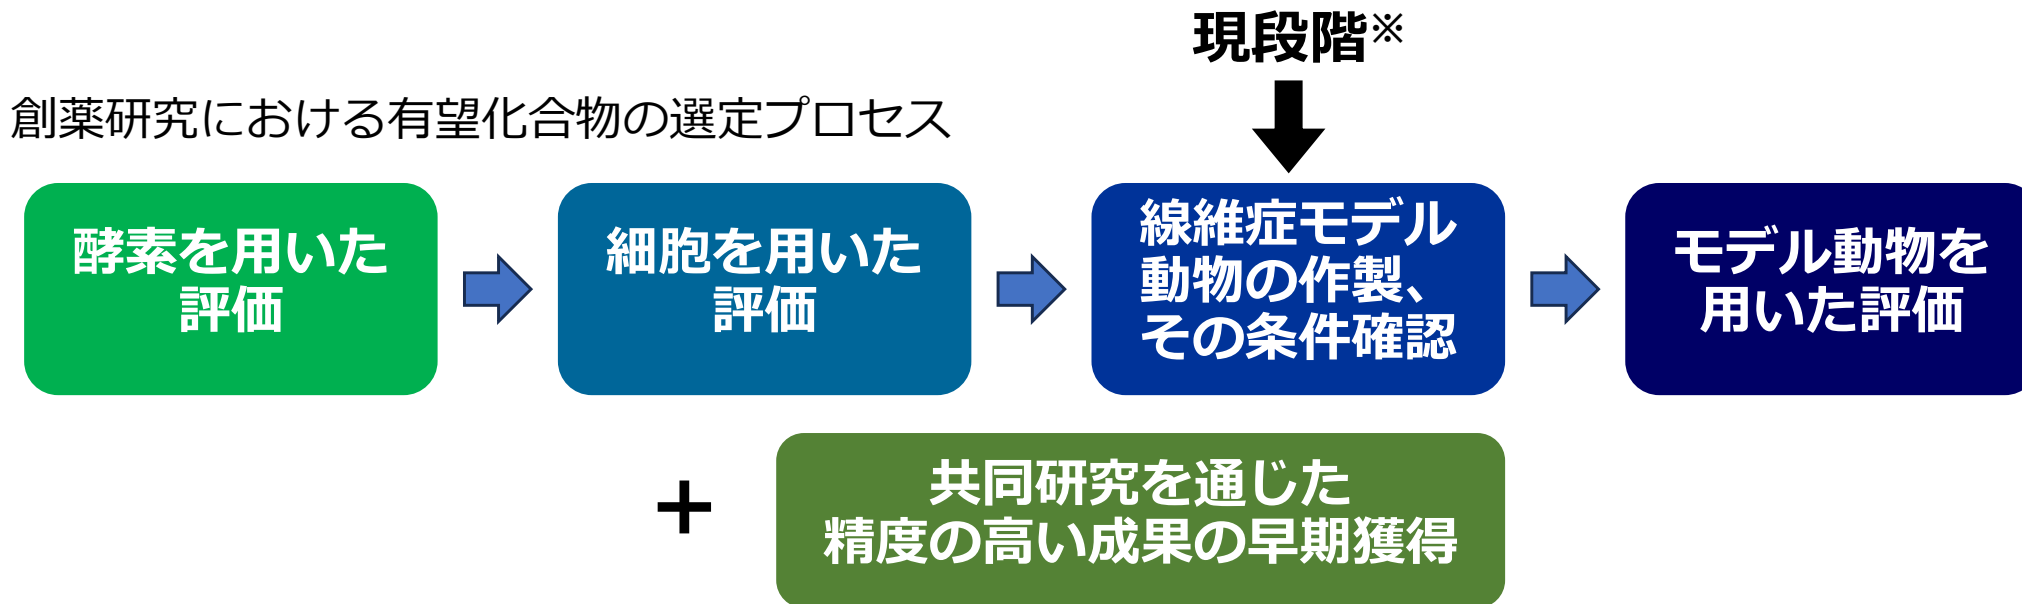 現段階※
創薬研究における有望化合物の選定プロセス
酵素を用いた
評価
細胞を用いた
評価
線維症モデル
動物の作製、
その条件確認
モデル動物を
用いた評価
+
共同研究を通じた
精度の高い成果の早期獲得